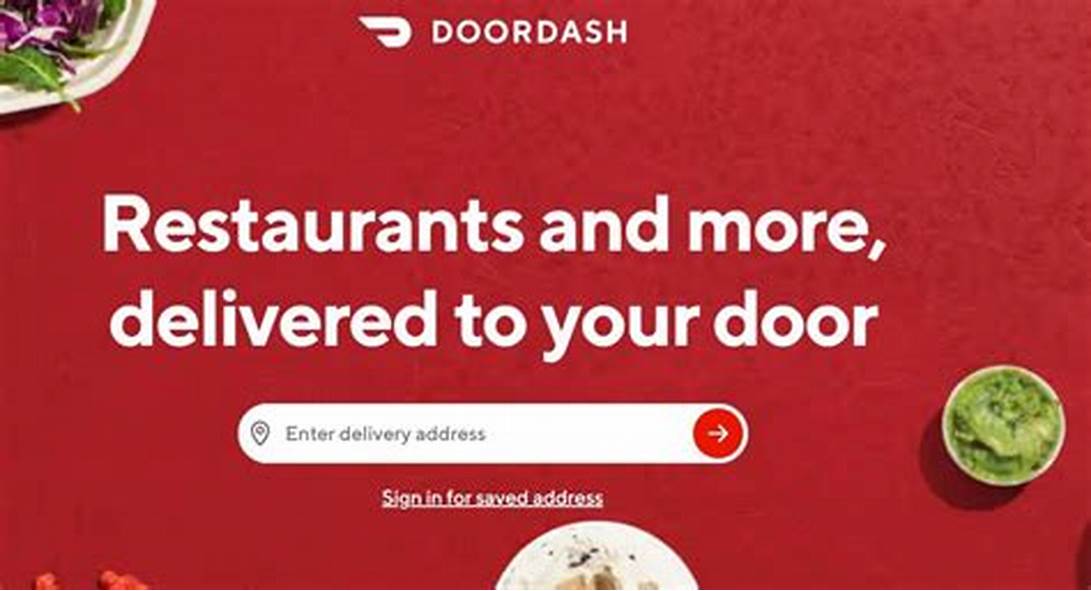 DOORDASH
Restaurants and more,
delivered to your door
Enter delivery address
Sign in for saved address